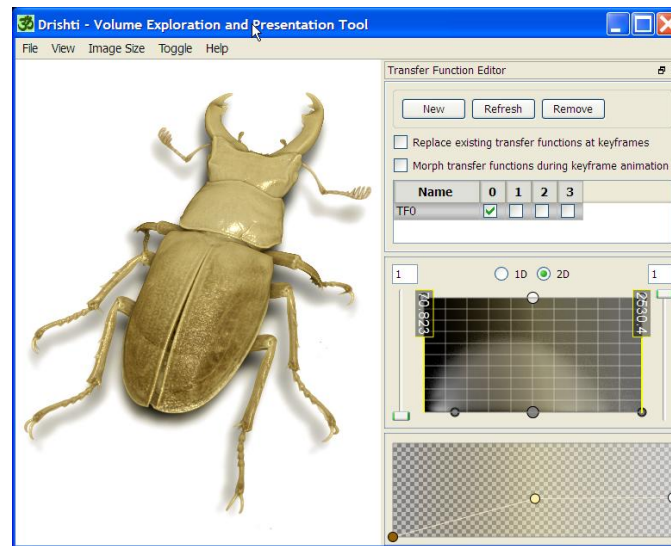 Drishti - Volume Exploration and Presentation Tool
File View Image Size Toggle Help
Transfer Function Editor
New Refresh Remove
Replace existing transfer functions at keyframes
Morph transfer functions during keyframe animation
Name 0 1 2 3
TF0
1 1D 2D 1
70.823 2530.4